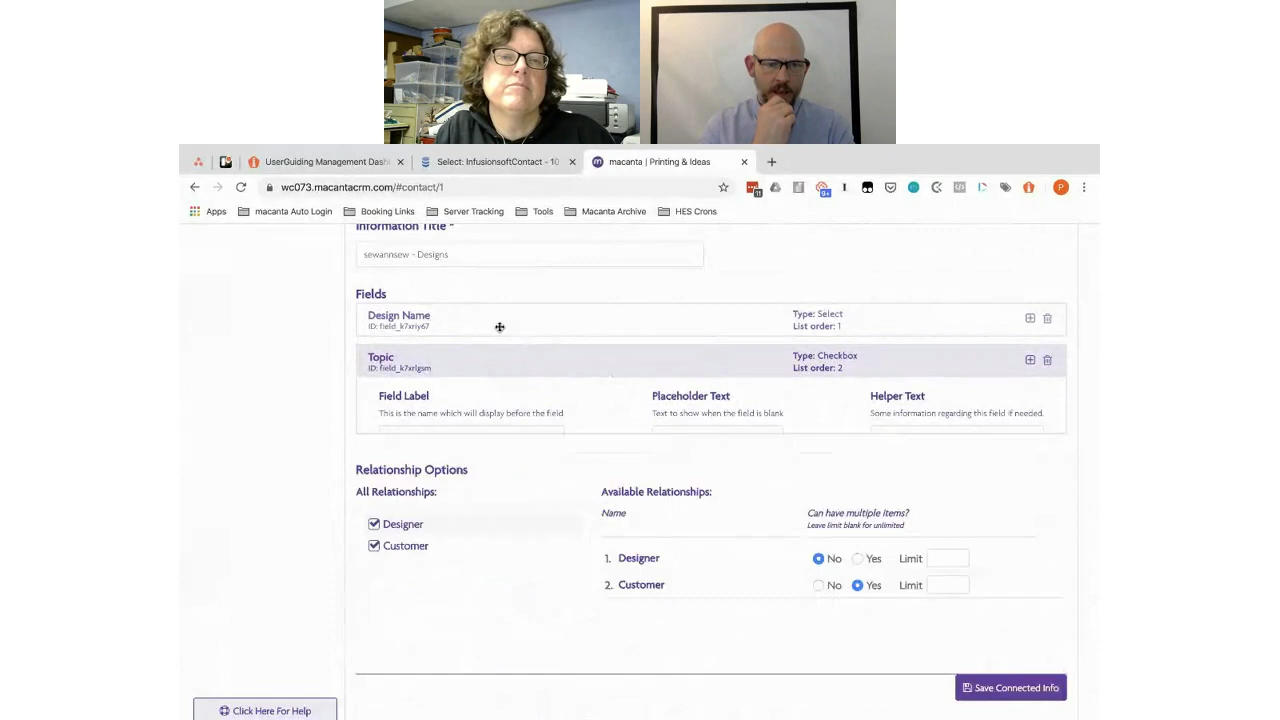 UserGuiding Management Dash
Select: InfusionsoftContact - 10
macanta | Printing & Ideas
wc073.macantacrm.com/#contact/1
11
9+
P
Apps
macanta Auto Login
Booking Links
Server Tracking
Tools
Macanta Archive
HES Crons
Information Title *
sewannsew - Designs
Fields
Design Name
ID: field_k7xriy67
Type: Select
List order: 1
Topic
ID: field_k7xrlgsm
Type: Checkbox
List order: 2
Field Label
This is the name which will display before the field
Placeholder Text
Text to show when the field is blank
Helper Text
Some information regarding this field if needed.
Relationship Options
All Relationships:
Designer
Customer
Available Relationships:
Name
Can have multiple items?
Leave limit blank for unlimited
1. Designer
No
Yes
Limit
2. Customer
No
Yes
Limit
Save Connected Info
Click Here For Help